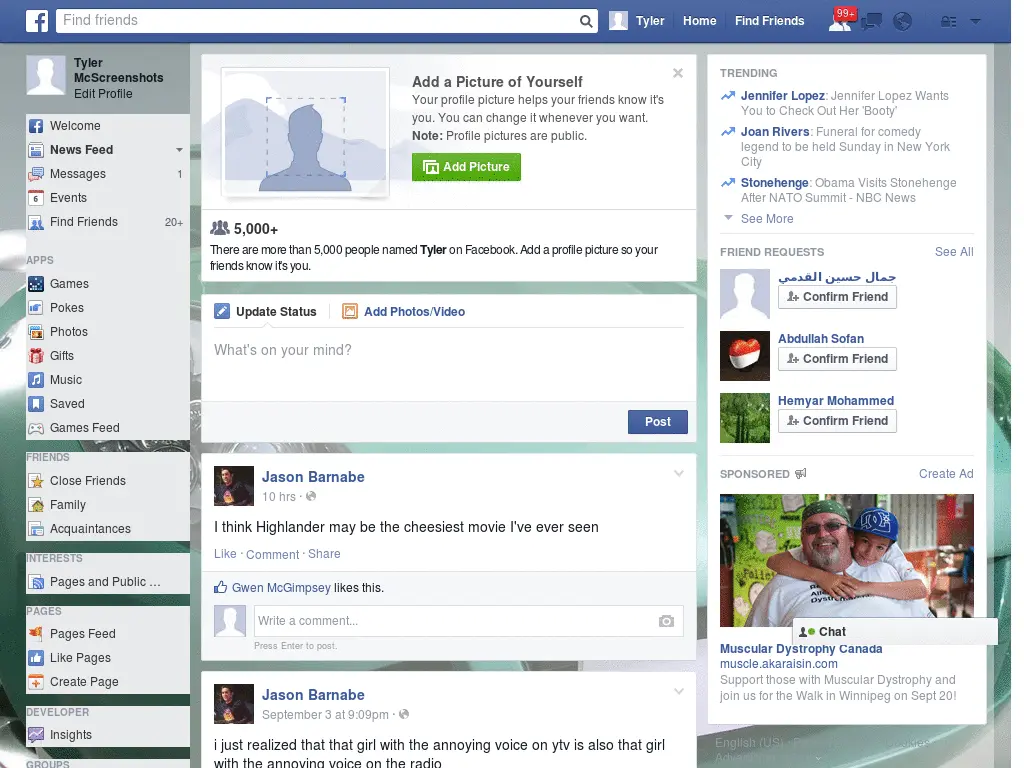 Find friends
Tyler
Home
Find Friends
99+
Tyler
McScreenshots
Edit Profile
Welcome
News Feed
Messages 1
6 Events
Find Friends 20+
APPS
Games
Pokes
Photos
Gifts
Music
Saved
Games Feed
FRIENDS
Close Friends
Family
Acquaintances
INTERESTS
Pages and Public ...
PAGES
Pages Feed
Like Pages
Create Page
DEVELOPER
Insights
GROUPS
Add a Picture of Yourself
Your profile picture helps your friends know it's
you. You can change it whenever you want.
Note: Profile pictures are public.
Add Picture
5,000+
There are more than 5,000 people named Tyler on Facebook. Add a profile picture so your
friends know it's you.
Update Status
Add Photos/Video
What's on your mind?
Post
Jason Barnabe
10 hrs ·
I think Highlander may be the cheesiest movie I've ever seen
Like · Comment · Share
Gwen McGimpsey likes this.
Write a comment...
Press Enter to post.
Jason Barnabe
September 3 at 9:09pm ·
i just realized that that girl with the annoying voice on ytv is also that girl
with the annoying voice on the radio
TRENDING
Jennifer Lopez: Jennifer Lopez Wants
You to Check Out Her 'Booty'
Joan Rivers: Funeral for comedy
legend to be held Sunday in New York
City
Stonehenge: Obama Visits Stonehenge
After NATO Summit - NBC News
See More
FRIEND REQUESTS
See All
جمال حسين القدمي
Confirm Friend
Abdullah Sofan
Confirm Friend
Hemyar Mohammed
Confirm Friend
SPONSORED
Create Ad
Chat
Muscular Dystrophy Canada
muscle.akaraisin.com
Support those with Muscular Dystrophy and
join us for the Walk in Winnipeg on Sept 20!
English (US)